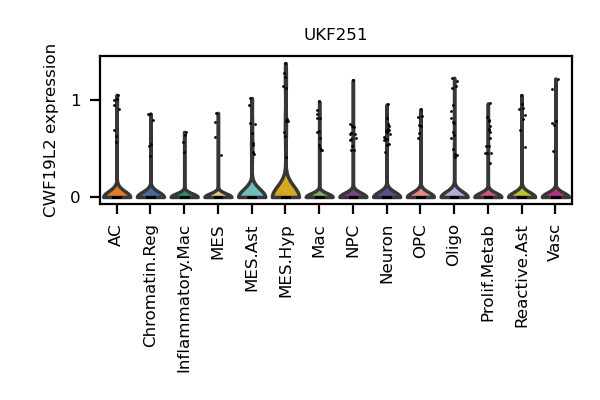 UKF251
CWF19L2 expression
1
0
AC
Chromatin.Reg
Inflammatory.Mac
MES
MES.Ast
MES.Hyp
Mac
NPC
Neuron
OPC
Oligo
Prolif.Metab
Reactive.Ast
Vasc